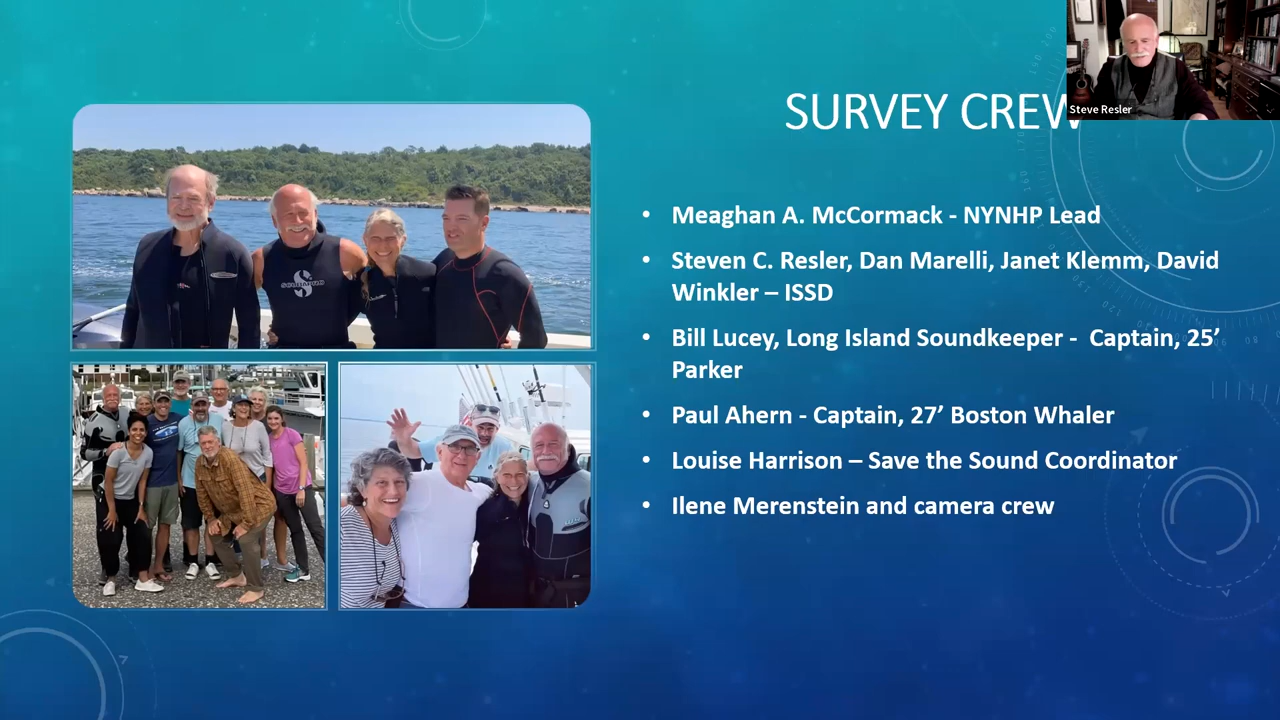 SURVEY CREW
Steve Resler
• Meaghan A. McCormack - NYNHP Lead
• Steven C. Resler, Dan Marelli, Janet Klemm, David
Winkler – ISSD
• Bill Lucey, Long Island Soundkeeper - Captain, 25’
Parker
• Paul Ahern - Captain, 27’ Boston Whaler
• Louise Harrison – Save the Sound Coordinator
• Ilene Merenstein and camera crew